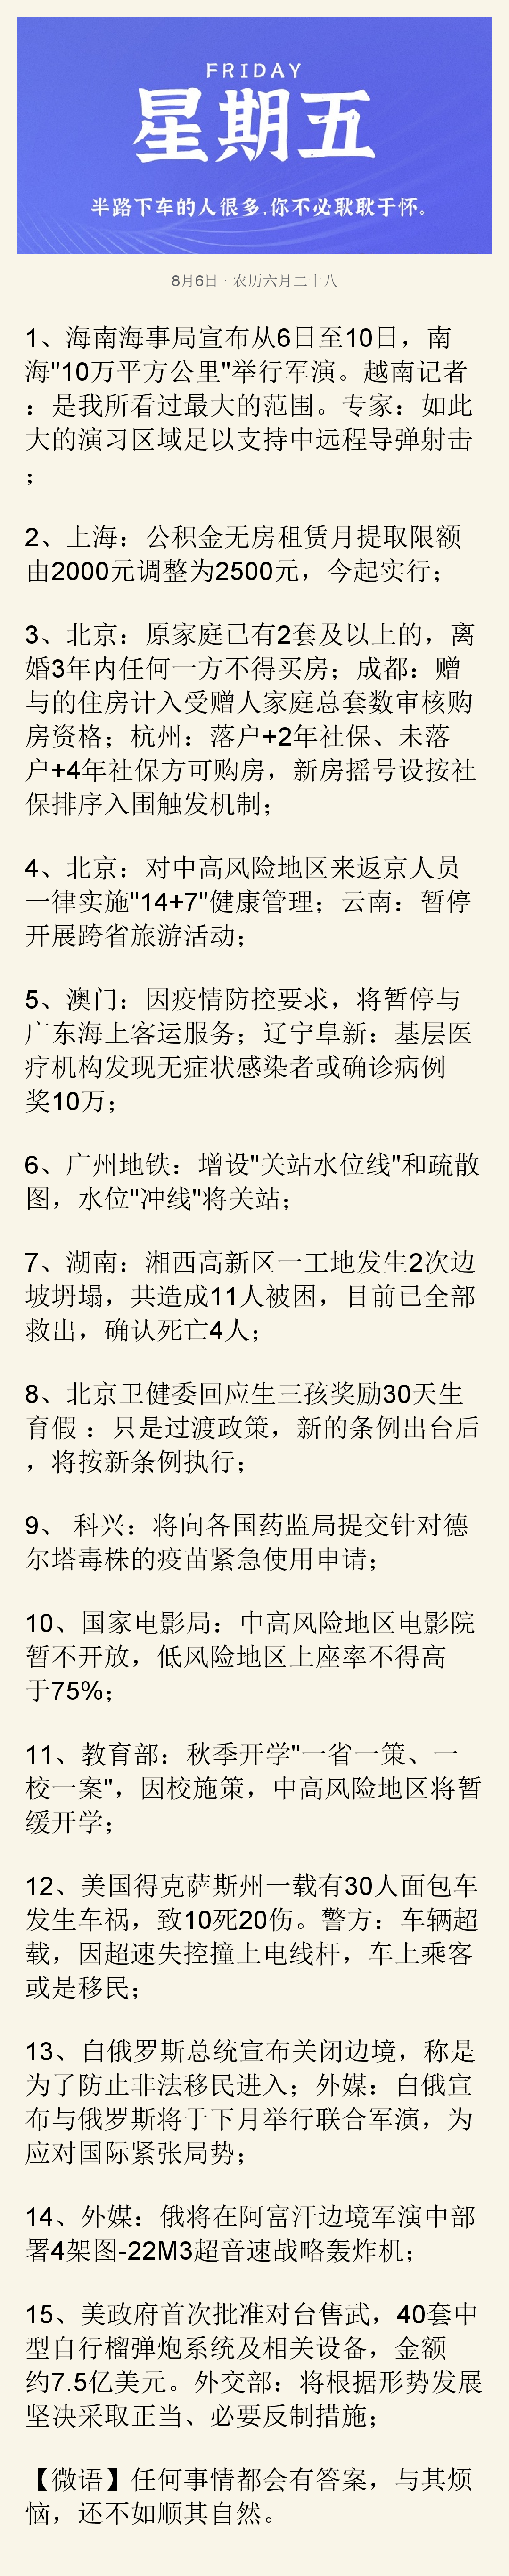 FRIDAY
星期五
半路下车的人很多,你不必耿耿于怀。
8月6日 · 农历六月二十八
1、海南海事局宣布从6日至10日，南
海"10万平方公里"举行军演。越南记者
：是我所看过最大的范围。专家：如此
大的演习区域足以支持中远程导弹射击
；
2、上海：公积金无房租赁月提取限额
由2000元调整为2500元，今起实行；
3、北京：原家庭已有2套及以上的，离
婚3年内任何一方不得买房；成都：赠
与的住房计入受赠人家庭总套数审核购
房资格；杭州：落户+2年社保、未落
户+4年社保方可购房，新房摇号设按社
保排序入围触发机制；
4、北京：对中高风险地区来返京人员
一律实施"14+7"健康管理；云南：暂停
开展跨省旅游活动；
5、澳门：因疫情防控要求，将暂停与
广东海上客运服务；辽宁阜新：基层医
疗机构发现无症状感染者或确诊病例
奖10万；
6、广州地铁：增设"关站水位线"和疏散
图，水位"冲线"将关站；
7、湖南：湘西高新区一工地发生2次边
坡坍塌，共造成11人被困，目前已全部
救出，确认死亡4人；
8、北京卫健委回应生三孩奖励30天生
育假 ：只是过渡政策，新的条例出台后
，将按新条例执行；
9、 科兴：将向各国药监局提交针对德
尔塔毒株的疫苗紧急使用申请；
10、国家电影局：中高风险地区电影院
暂不开放，低风险地区上座率不得高
于75%；
11、教育部：秋季开学"一省一策、一
校一案"，因校施策，中高风险地区将暂
缓开学；
12、美国得克萨斯州一载有30人面包车
发生车祸，致10死20伤。警方：车辆超
载，因超速失控撞上电线杆，车上乘客
或是移民；
13、白俄罗斯总统宣布关闭边境，称是
为了防止非法移民进入；外媒：白俄宣
布与俄罗斯将于下月举行联合军演，为
应对国际紧张局势；
14、外媒：俄将在阿富汗边境军演中部
署4架图-22M3超音速战略轰炸机；
15、美政府首次批准对台售武，40套中
型自行榴弹炮系统及相关设备，金额
约7.5亿美元。外交部：将根据形势发展
坚决采取正当、必要反制措施；
【微语】任何事情都会有答案，与其烦
恼，还不如顺其自然。